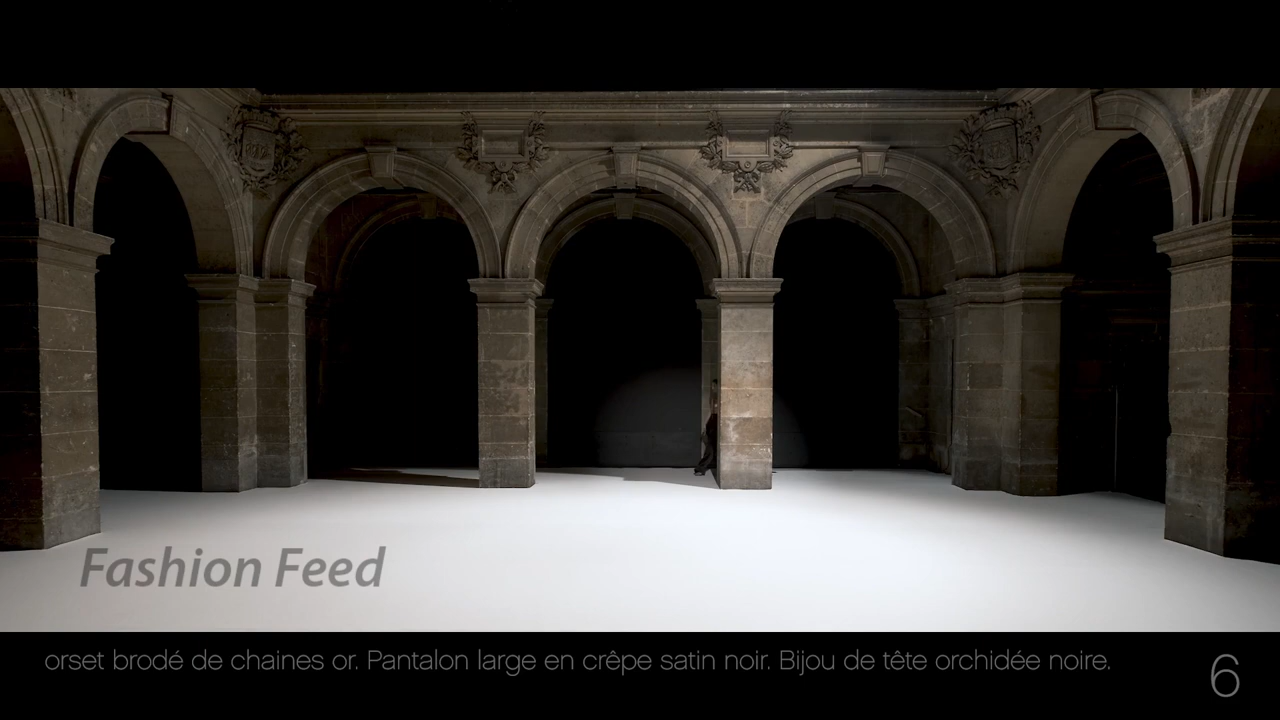 Fashion Feed
orset brodé de chaines or. Pantalon large en crêpe satin noir. Bijou de tête orchidée noire.
6